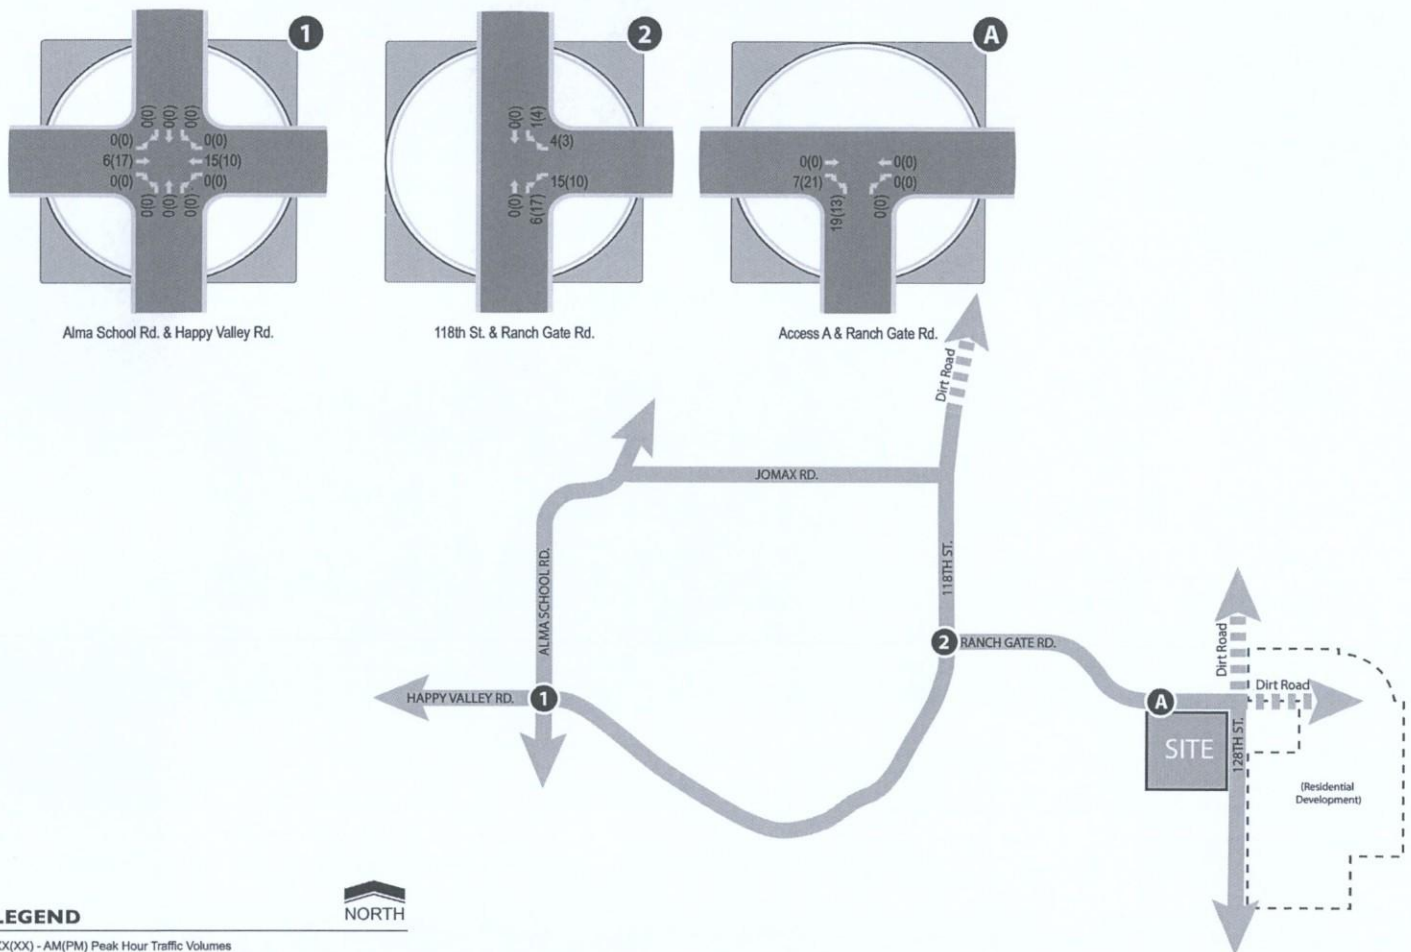 1
2
A
0(0)
0(0)
0(0)
0(0)
0(0)
6(17)
15(10)
0(0)
0(0)
0(0)
0(0)
0(0)
0(0)
1(4)
4(3)
15(10)
0(0)
6(17)
0(0)
0(0)
7(21)
0(0)
19(13)
0(0)
Alma School Rd. & Happy Valley Rd.
118th St. & Ranch Gate Rd.
Access A & Ranch Gate Rd.
Dirt Road
JOMAX RD.
ALMA SCHOOL RD.
118TH ST.
2
RANCH GATE RD.
Dirt Road
Dirt Road
HAPPY VALLEY RD.
1
A
SITE
128TH ST.
(Residential
Development)
LEGEND
NORTH
XX(XX) - AM(PM) Peak Hour Traffic Volumes